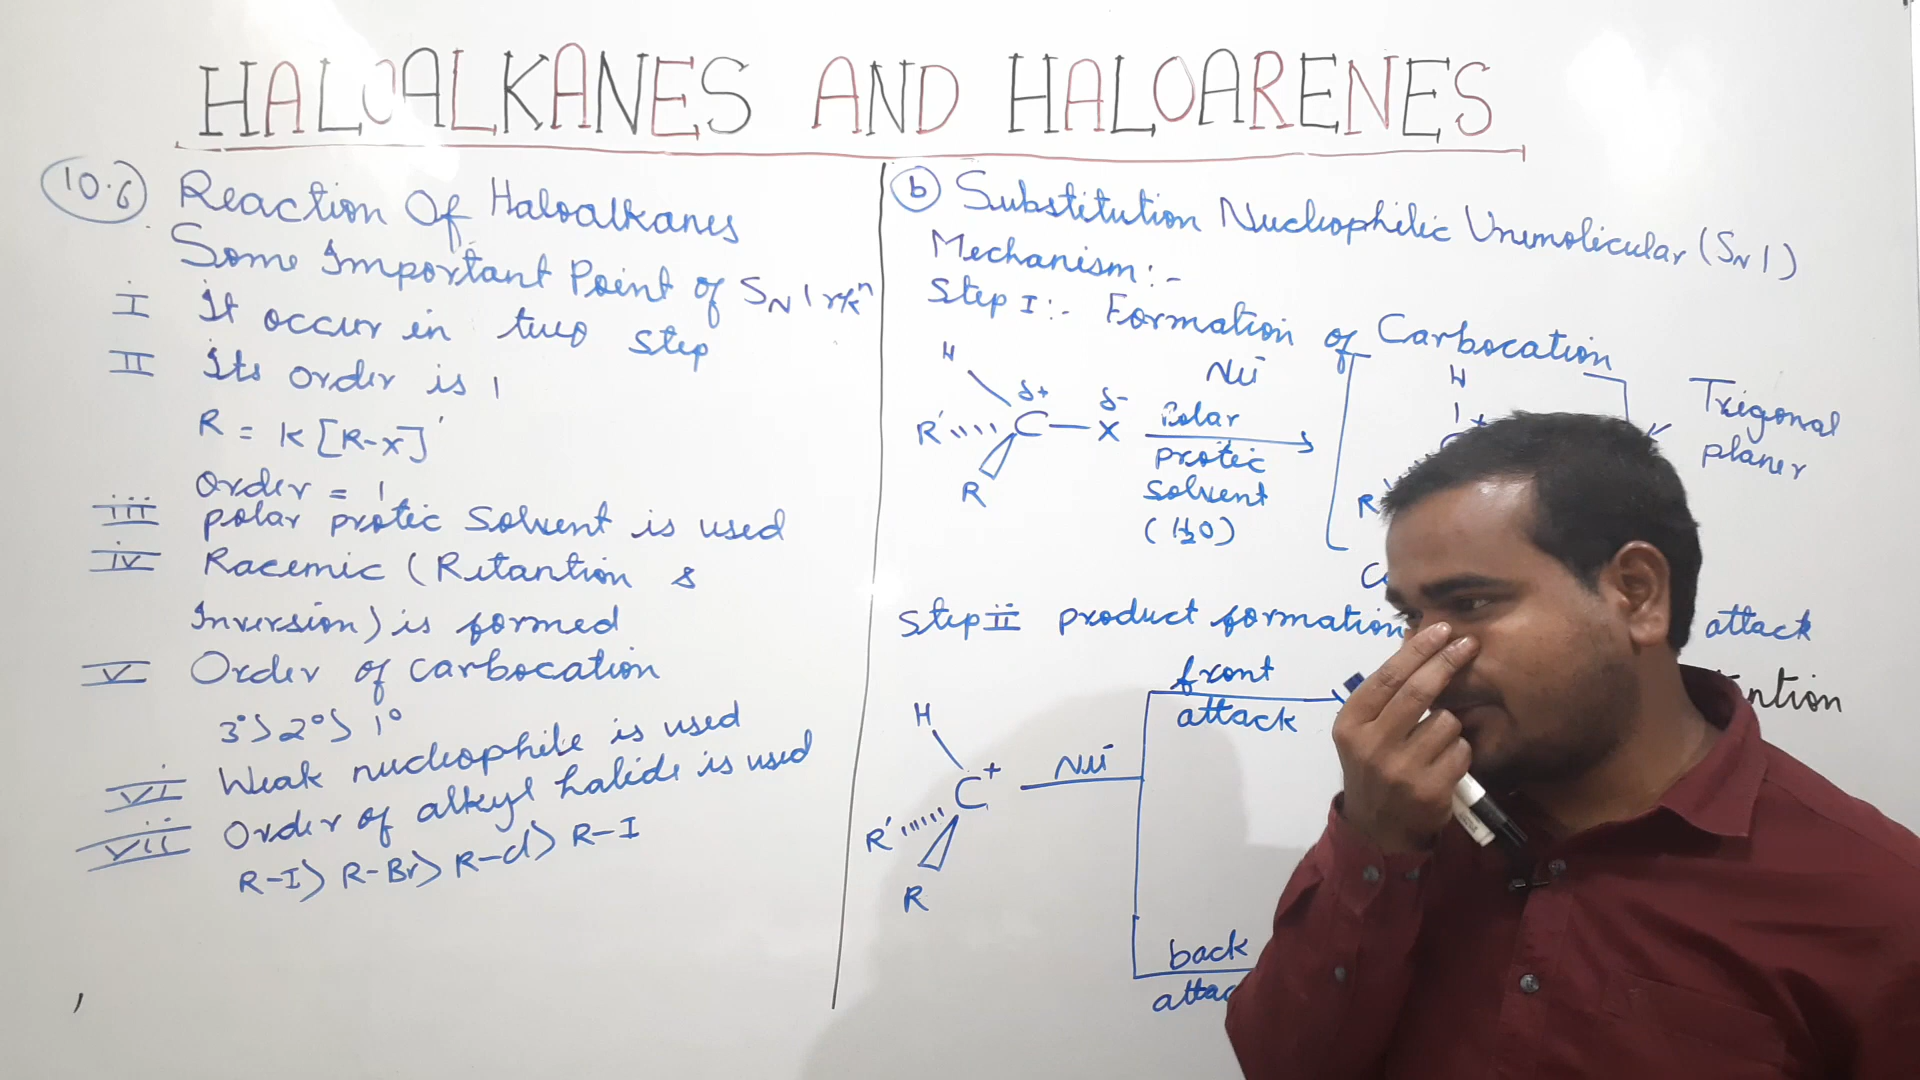 HALOALKANES AND HALOARENES
10.6 Reaction Of Haloalkanes
Some Important Point of SN1 rxn
I It occur in two step
II Its order is 1
R = K [R-X]'
Order = 1
iii polar protic Solvent is used
iv Racemic (Ritantion &
Inversion) is formed
V Order of carbocation
3°> 2°> 1°
vi Weak nucleophile is used
vii Order of alkyl halide is used
R-I> R-Br> R-Cl> R-I
b Substitution Nucleophilic Unimolicular (SN1)
Mechanism:-
Step I:- Formation of Carbocation
H
R'
C
δ+
δ-
X
R
Nu-
Polar
protic
Solvent
(H2O)
H
R'
Trigonal
planer
Step ii product formation
attack
H
C+
R'
R
Nu-
front
attack
back